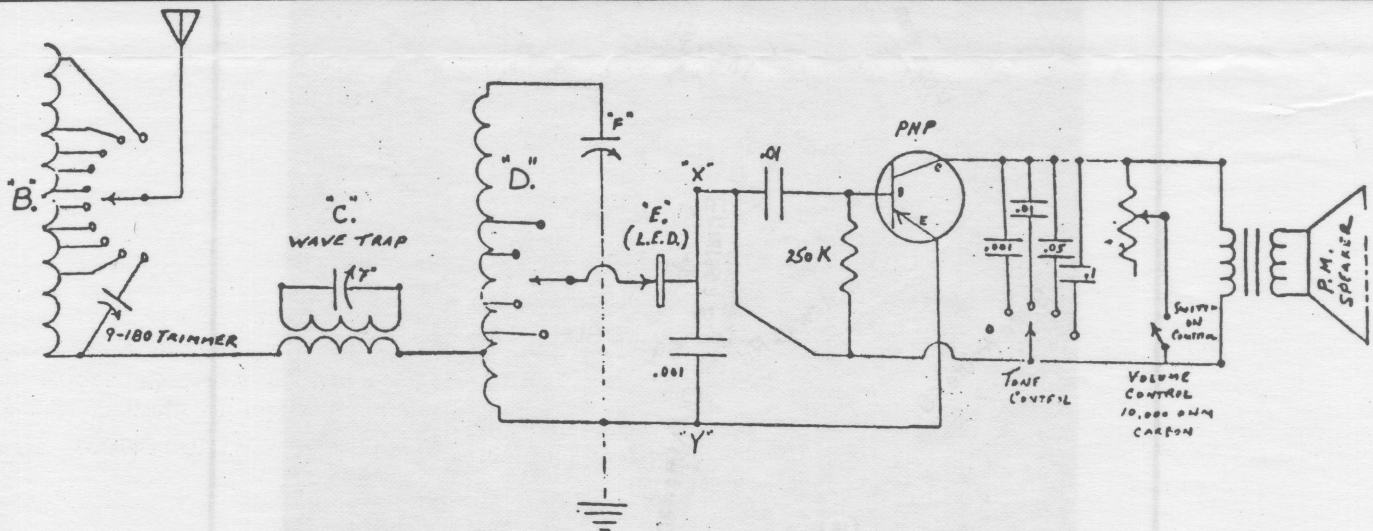 "B."
9-180 TRIMMER
"C."
WAVE TRAP
"T"
"D."
"F"
"E."
(L.E.D.)
"X"
.001
"Y"
.01
250K
PNP
B
C
E
.001
.01
.05
.1
TONE
CONTROL
VOLUME
CONTROL
10,000 OHM
CARBON
SWITCH
ON
CONTROL
P.M.
SPEAKER